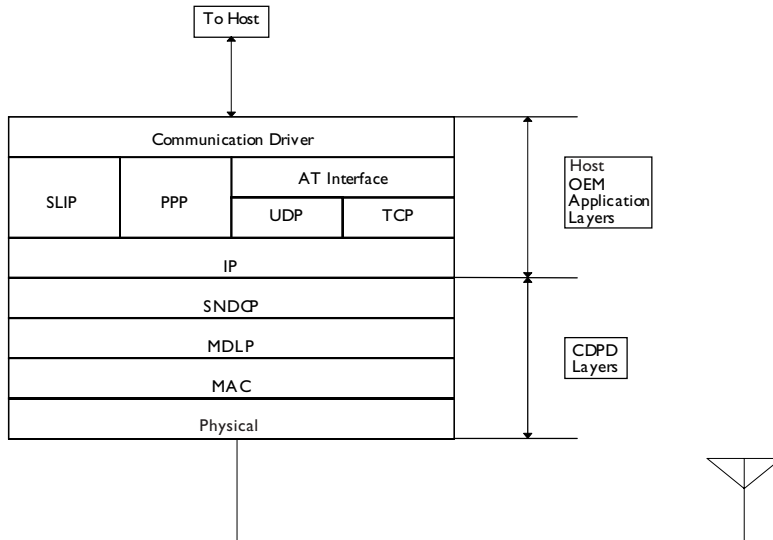 To Host
Communication Driver
Host
OEM
Application
Layers
SLIP
PPP
AT Interface
UDP
TCP
IP
SNDCP
MDLP
MAC
Physical
CDPD
Layers